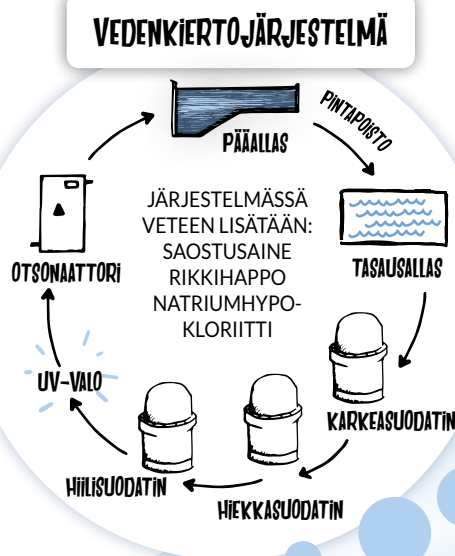 VEDENKIERTOJÄRJESTELMÄ
PÄÄALLAS
PINTAPOISTO
TASAUSALLAS
KARKEASUODATIN
HIEKKASUODATIN
HIILISUODATIN
UV-VALO
OTSONAATTORI
JÄRJESTELMÄSSÄ
VETEEN LISÄTÄÄN:
SAOSTUSAINE
RIKKIHAPPO
NATRIUMHYPO-
KLORIITTI